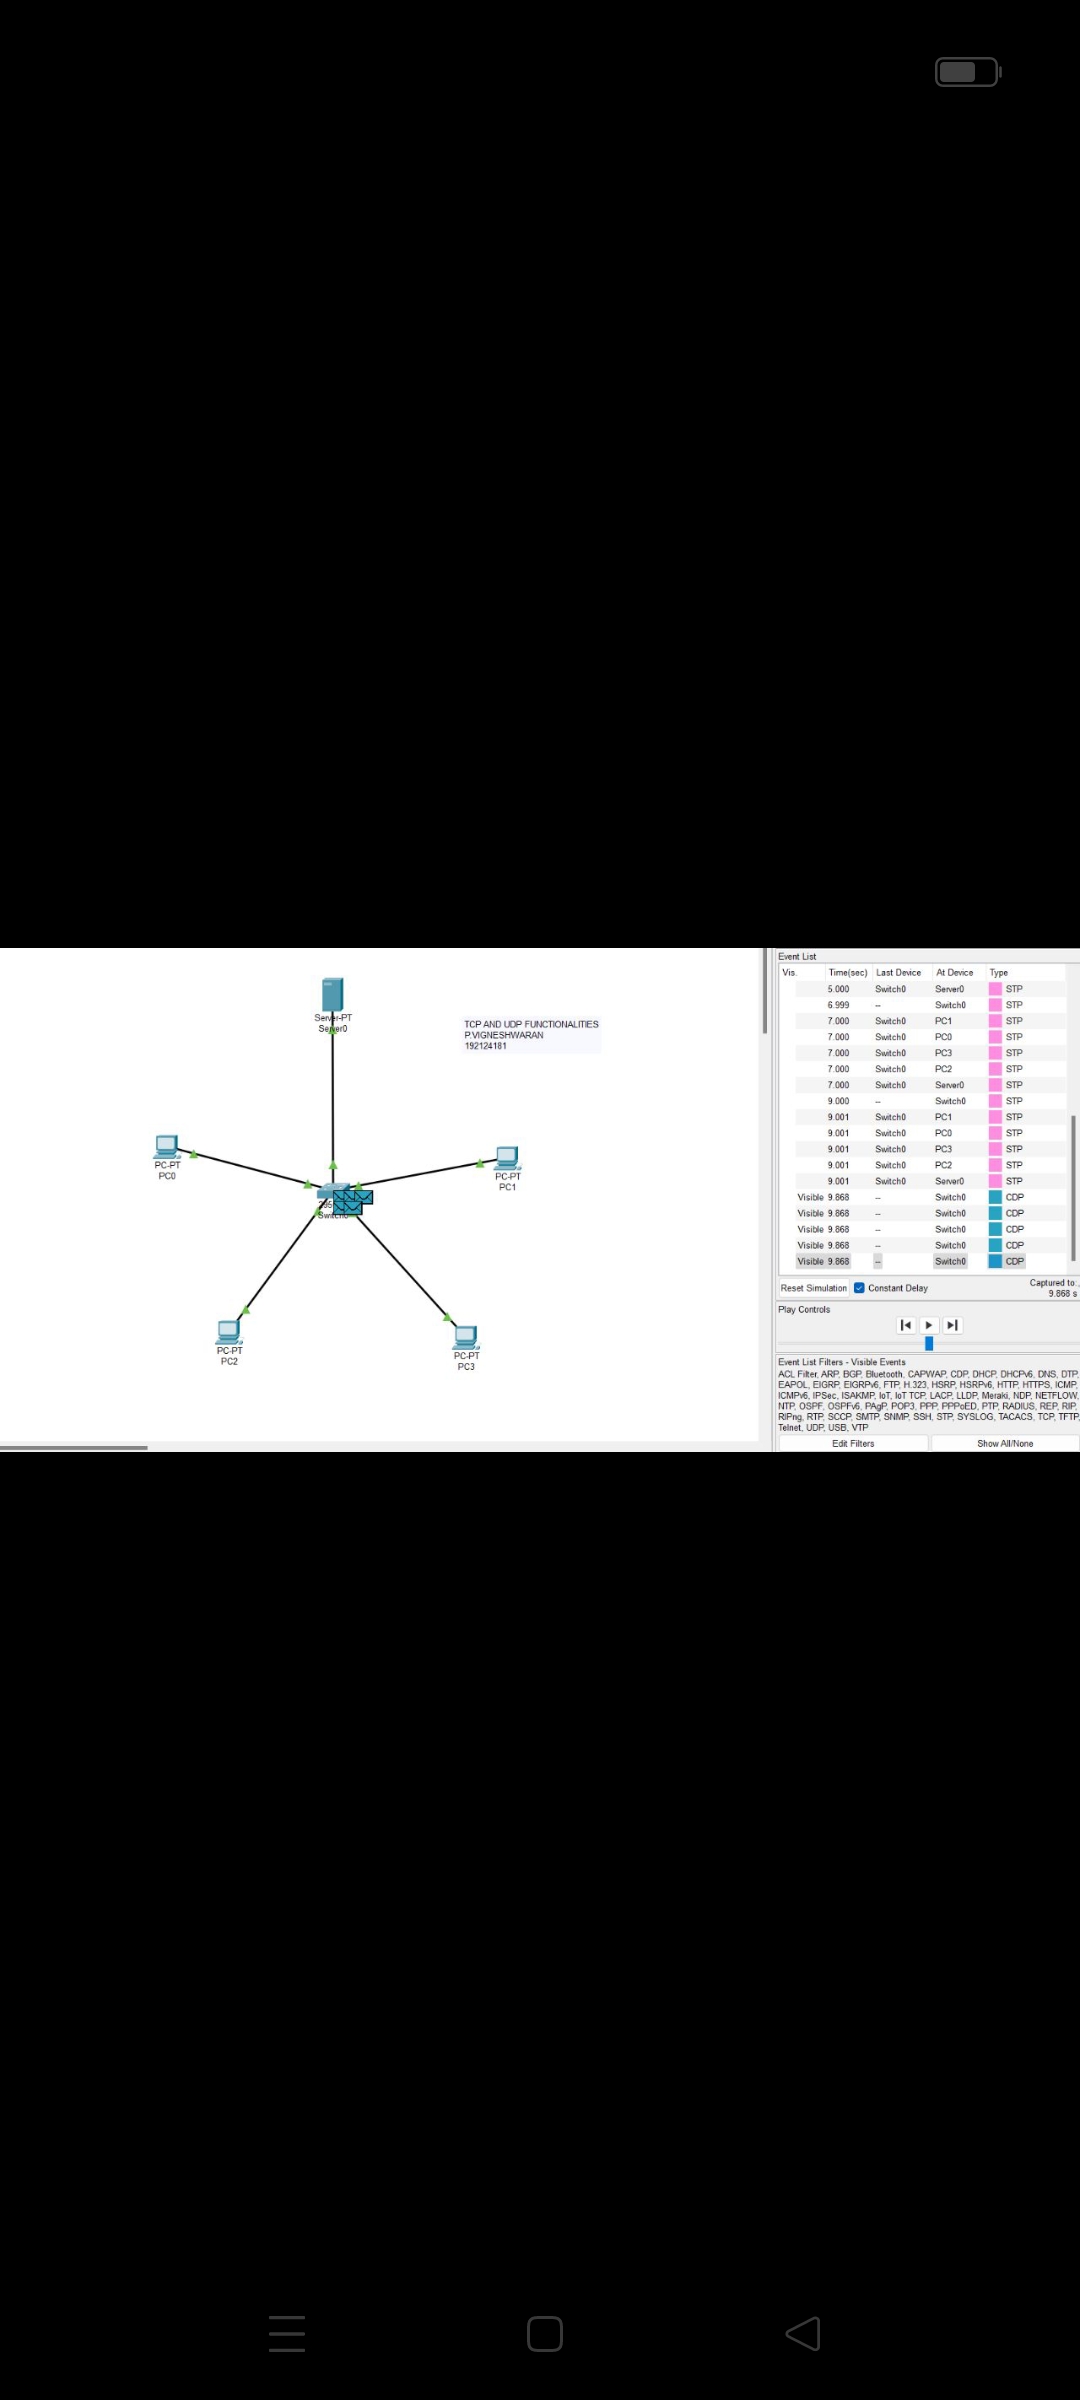 Server-PT
Server0
TCP AND UDP FUNCTIONALITIES
P.VIGNESHWARAN
192124181
PC-PT
PC0
PC-PT
PC1
Switch0
PC-PT
PC2
PC-PT
PC3
Event List
Vis. Time(sec) Last Device At Device Type
5.000 Switch0 Server0 STP
6.999 -- Switch0 STP
7.000 Switch0 PC1 STP
7.000 Switch0 PC0 STP
7.000 Switch0 PC3 STP
7.000 Switch0 PC2 STP
7.000 Switch0 Server0 STP
9.000 -- Switch0 STP
9.001 Switch0 PC1 STP
9.001 Switch0 PC0 STP
9.001 Switch0 PC3 STP
9.001 Switch0 PC2 STP
9.001 Switch0 Server0 STP
Visible 9.868 -- Switch0 CDP
Visible 9.868 -- Switch0 CDP
Visible 9.868 -- Switch0 CDP
Visible 9.868 -- Switch0 CDP
Visible 9.868 -- Switch0 CDP
Reset Simulation Constant Delay Captured to:
9.868 s
Play Controls
Event List Filters - Visible Events
ACL Filter, ARP, BGP, Bluetooth, CAPWAP, CDP, DHCP, DHCPv6, DNS, DTP,
EAPOL, EIGRP, EIGRPv6, FTP, H.323, HSRP, HSRPv6, HTTP, HTTPS, ICMP,
ICMPv6, IPSec, ISAKMP, IoT, IoT TCP, LACP, LLDP, Meraki, NDP, NETFLOW,
NTP, OSPF, OSPFv6, PAgP, POP3, PPP, PPPoED, PTP, RADIUS, REP, RIP,
RIPng, RTP, SCCP, SMTP, SNMP, SSH, STP, SYSLOG, TACACS, TCP, TFTP,
Telnet, UDP, USB, VTP
Edit Filters Show All/None